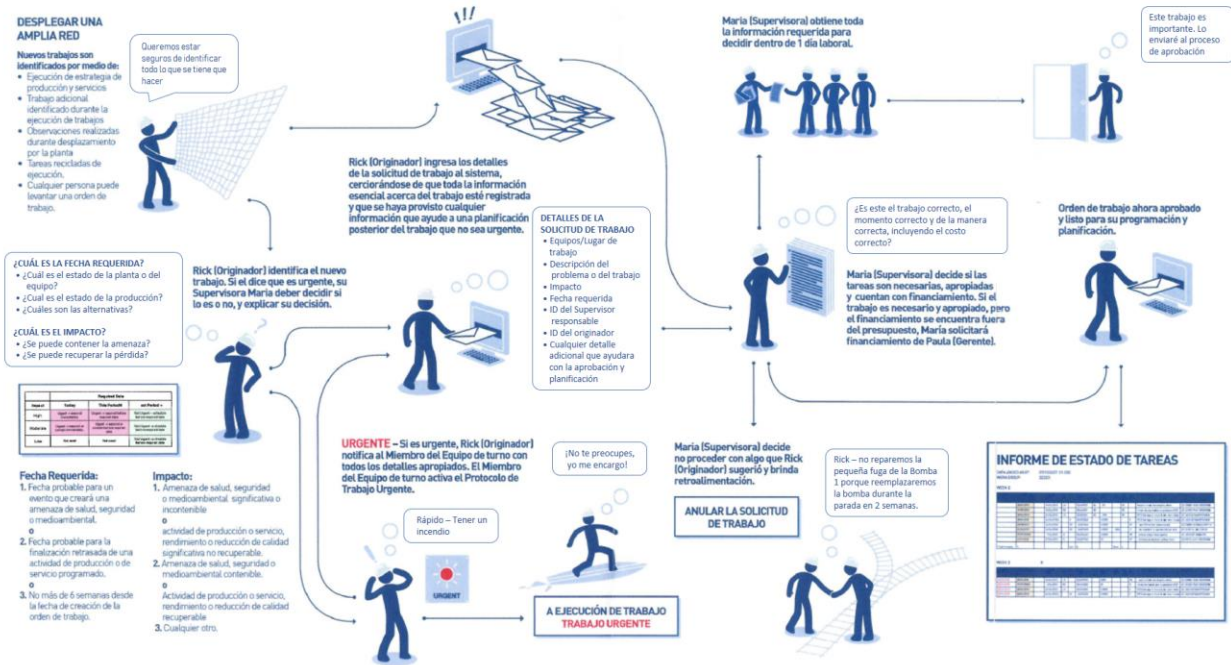 DESPLEGAR UNA
AMPLIA RED
Nuevos trabajos son
identificados por medio de:
• Ejecución de estrategia de
producción y servicios
• Trabajo adicional
identificado durante la
ejecución de trabajos
• Observaciones realizadas
durante desplazamiento
por la planta
• Tareas recicladas de
ejecución.
• Cualquier persona puede
levantar una orden de
trabajo.
Queremos estar
seguros de identificar
todo lo que se tiene que
hacer
Rick (Originador) ingresa los detalles
de la solicitud de trabajo al sistema,
cerciorándose de que toda la información
esencial acerca del trabajo esté registrada
y que se haya provisto cualquier
información que ayude a una planificación
posterior del trabajo que no sea urgente.
Maria (Supervisora) obtiene toda
la información requerida para
decidir dentro de 1 día laboral.
Este trabajo es
importante. Lo
enviaré al proceso
de aprobación
¿CUÁL ES LA FECHA REQUERIDA?
• ¿Cuál es el estado de la planta o del
equipo?
• ¿Cual es el estado de la producción?
• ¿Cuáles son las alternativas?
¿CUÁL ES EL IMPACTO?
• ¿Se puede contener la amenaza?
• ¿Se puede recuperar la pérdida?
Rick (Originador) identifica el nuevo
trabajo. Si el dice que es urgente, su
Supervisora Maria deber decidir si
lo es o no, y explicar su decisión.
DETALLES DE LA
SOLICITUD DE TRABAJO
• Equipos/Lugar de
trabajo
• Descripción del
problema o del trabajo
• Impacto
• Fecha requerida
• ID del Supervisor
responsable
• ID del originador
• Cualquier detalle
adicional que ayudara
con la aprobación y
planificación
¿Es este el trabajo correcto, el
momento correcto y de la manera
correcta, incluyendo el costo
correcto?
Maria (Supervisora) decide si las
tareas son necesarias, apropiadas
y cuentan con financiamiento. Si el
trabajo es necesario y apropiado, pero
el financiamiento se encuentra fuera
del presupuesto, Maria solicitará
financiamiento de Paula (Gerente).
Orden de trabajo ahora aprobado
y listo para su programación y
planificación.
Required Date
Impact Today
High
Low
Fecha Requerida:
1. Fecha probable para un
evento que creará una
amenaza de salud, seguridad
o medioambiental.
o
2. Fecha probable para la
finalización retrasada de una
actividad de producción o de
servicio programado.
o
3. No más de 6 semanas desde
la fecha de creación de la
orden de trabajo.
Impacto:
1. Amenaza de salud, seguridad
o medioambiental significativa o
incontenible
o
actividad de producción o servicio,
rendimiento o reducción de calidad
significativa no recuperable.
2. Amenaza de salud, seguridad o
medioambiental contenible.
o
Actividad de producción o servicio,
rendimiento o reducción de calidad
recuperable
3. Cualquier otro.
URGENTE – Si es urgente, Rick (Originador)
notifica al Miembro del Equipo de turno con
todos los detalles apropiados. El Miembro
del Equipo de turno activa el Protocolo de
Trabajo Urgente.
Rápido – Tener un
incendio
URGENT
¡No te preocupes,
yo me encargo!
A EJECUCIÓN DE TRABAJO
TRABAJO URGENTE
Maria (Supervisora) decide
no proceder con algo que Rick
(Originador) sugerió y brinda
retroalimentación.
ANULAR LA SOLICITUD
DE TRABAJO
Rick – no reparemos la
pequeña fuga de la Bomba
1 porque reemplazaremos
la bomba durante la
parada en 2 semanas.
INFORME DE ESTADO DE TAREAS